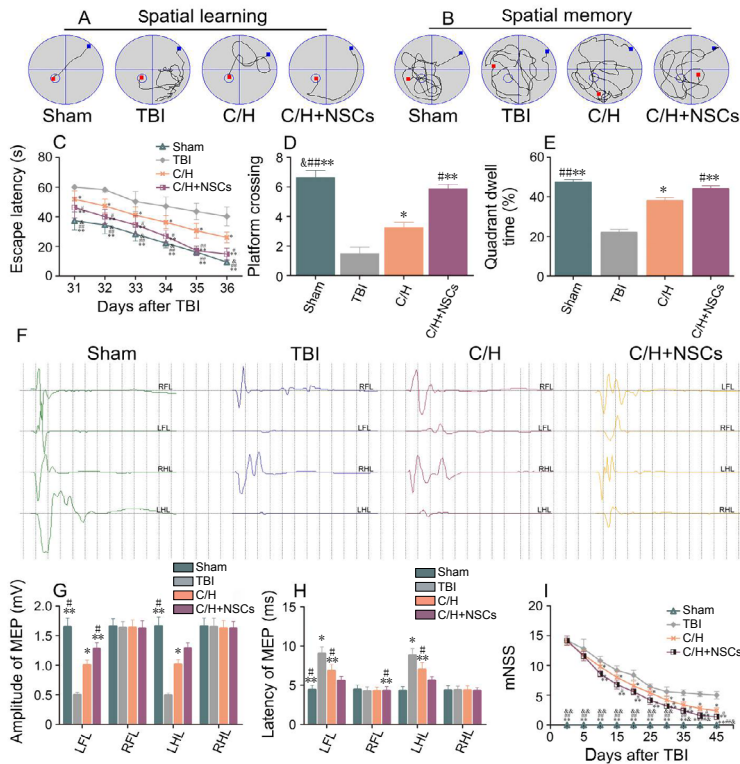 A Spatial learning
B Spatial memory
Sham TBI C/H C/H+NSCs
Sham TBI C/H C/H+NSCs
C
Escape latency (s)
80
60
40
20
0
31 32 33 34 35 36
Days after TBI
Sham
TBI
C/H
C/H+NSCs
D
Platform crossing
8
6
4
2
0
&##**
*
#**
Sham TBI C/H C/H+NSCs
E
Quadrant dwell
time (%)
60
40
20
0
##**
*
#**
Sham TBI C/H C/H+NSCs
F
Sham TBI C/H C/H+NSCs
RFL RFL RFL LFL
LFL LFL LFL RFL
RHL RHL RHL LHL
LHL LHL LHL RHL
G
Amplitude of MEP (mV)
2.0
1.5
1.0
0.5
0
Sham
TBI
C/H
C/H+NSCs
#
**
*
#
**
#
**
*
LFL RFL LHL RHL
H
Latency of MEP (ms)
15
10
5
0
Sham
TBI
C/H
C/H+NSCs
#
**
*
#
**
#
**
*
#
**
LFL RFL LHL RHL
I
mNSS
20
15
10
5
0
Sham
TBI
C/H
C/H+NSCs
0 5 15 25 35 45
Days after TBI